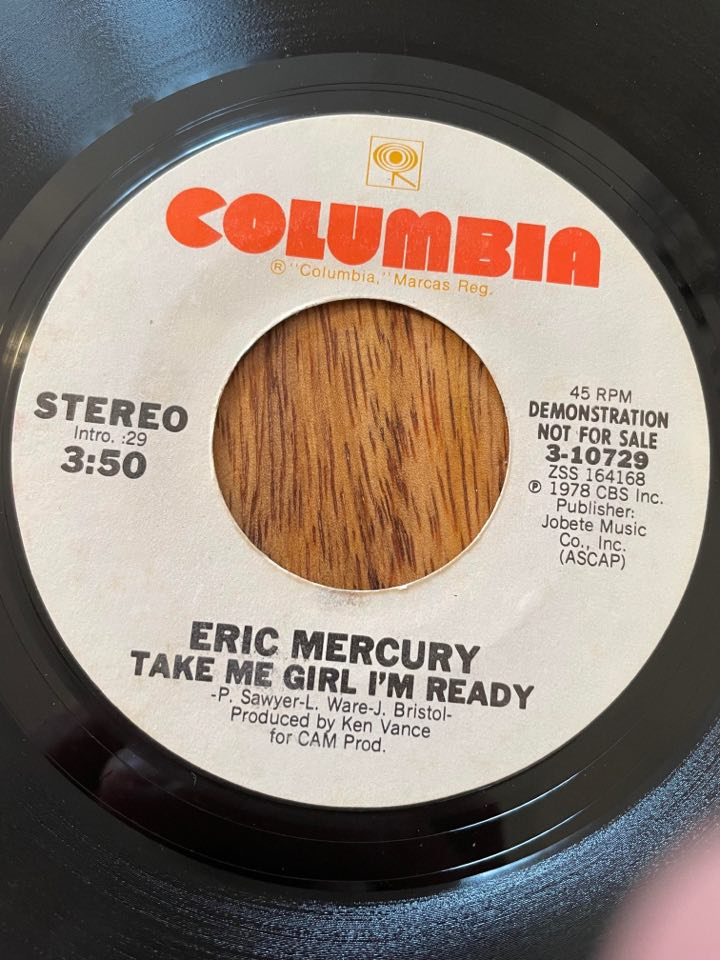 COLUMBIA
® "Columbia," Marcas Reg.
STEREO
Intro. :29
3:50
45 RPM
DEMONSTRATION
NOT FOR SALE
3-10729
ZSS 164168
℗ 1978 CBS Inc.
Publisher:
Jobete Music
Co., Inc.
(ASCAP)
ERIC MERCURY
TAKE ME GIRL I'M READY
-P. Sawyer-L. Ware-J. Bristol-
Produced by Ken Vance
for CAM Prod.